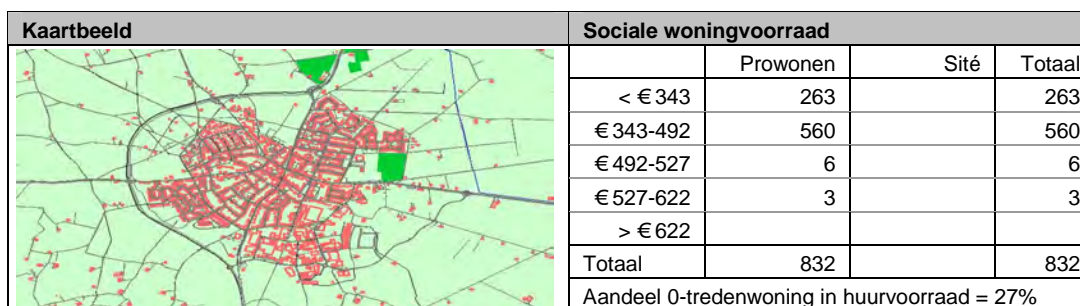 Kaartbeeld
Sociale woningvoorraad
Prowonen Sité Totaal
< € 343 263 263
€ 343-492 560 560
€ 492-527 6 6
€ 527-622 3 3
> € 622
Totaal 832 832
Aandeel 0-tredenwoning in huurvoorraad = 27%